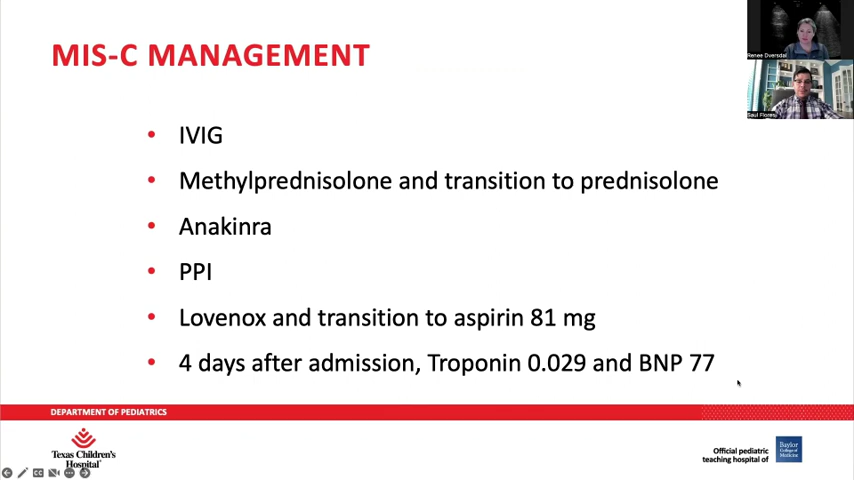 MIS-C MANAGEMENT
Renee Dversdal
Saul Flores
• IVIG
• Methylprednisolone and transition to prednisolone
• Anakinra
• PPI
• Lovenox and transition to aspirin 81 mg
• 4 days after admission, Troponin 0.029 and BNP 77
DEPARTMENT OF PEDIATRICS
Texas Children's
Hospital
Official pediatric
teaching hospital of
Baylor
College of
Medicine